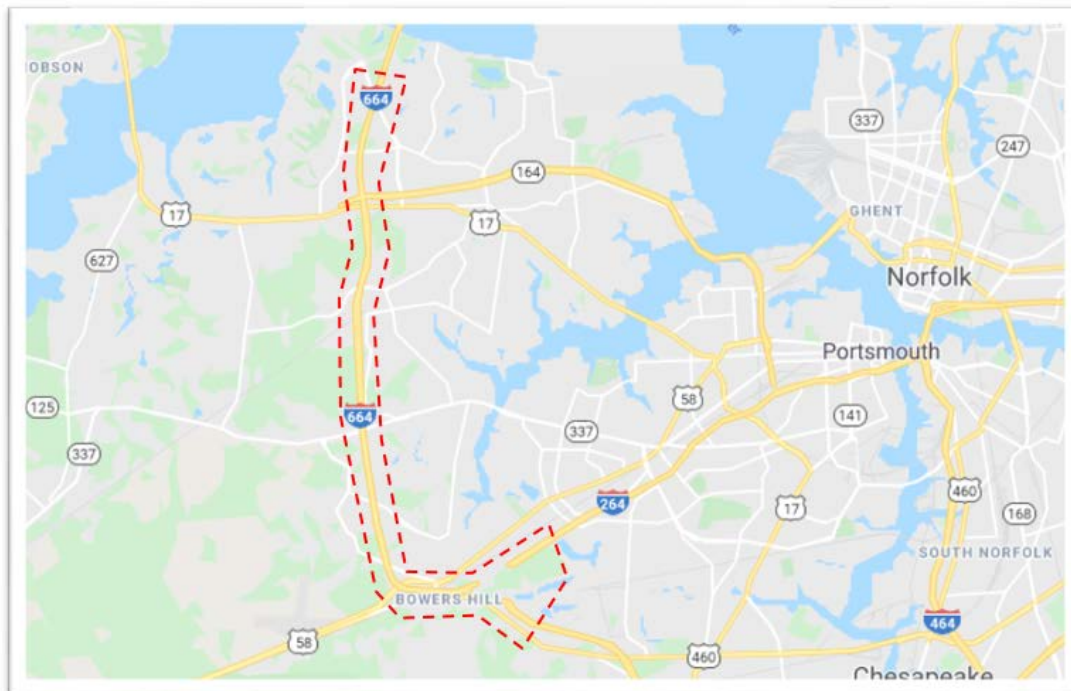 OBSON
664
337
247
164
17
17
GHENT
627
Norfolk
Portsmouth
58
125
664
141
337
337
264
460
17
168
SOUTH NORFOLK
BOWERS HILL
58
464
460
Chesapeake